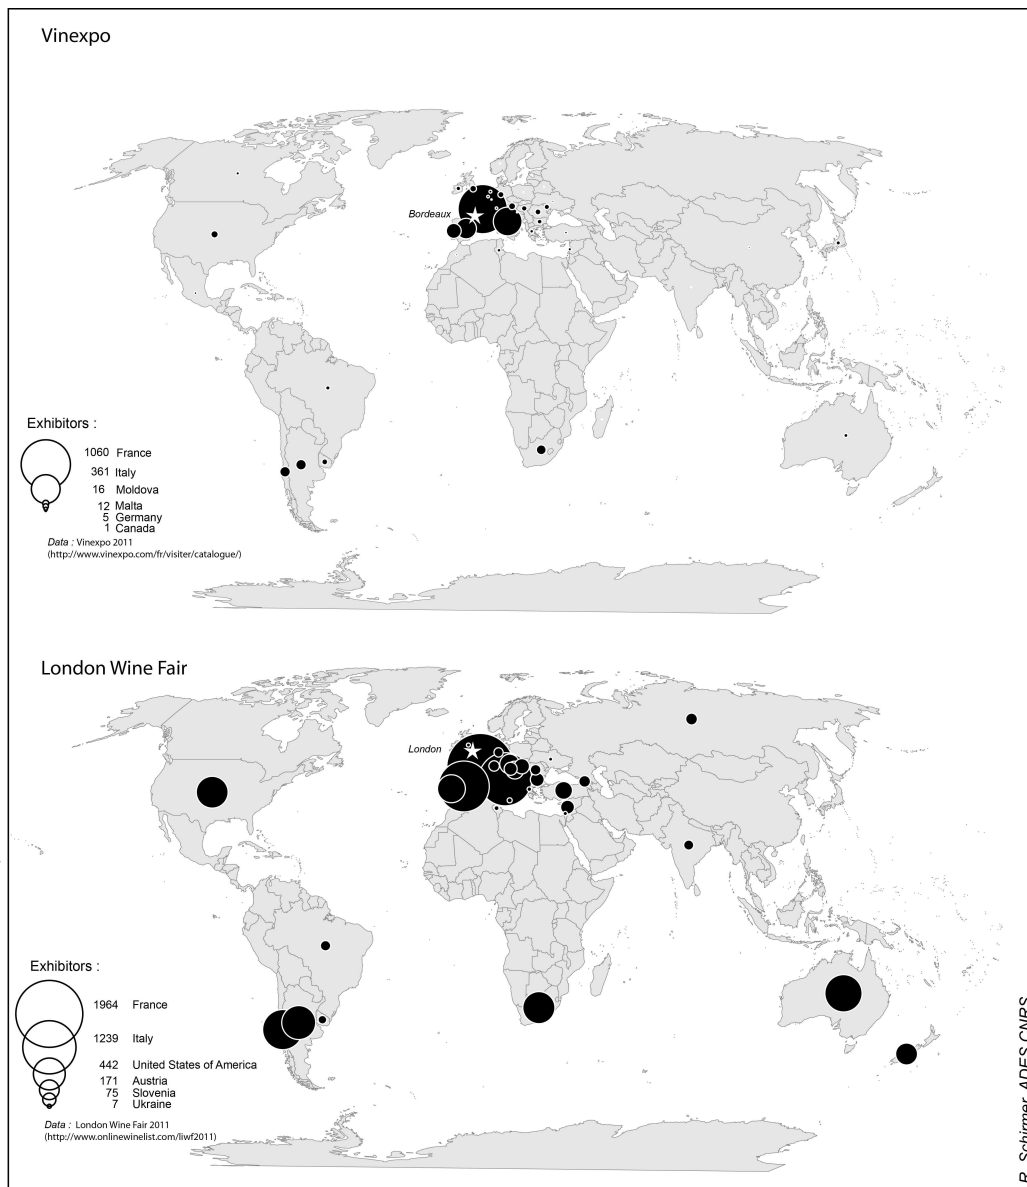 Vinexpo
Bordeaux
Exhibitors :
1060 France
361 Italy
16 Moldova
12 Malta
5 Germany
1 Canada
Data : Vinexpo 2011
(http://www.vinexpo.com/fr/visiter/catalogue/)
London Wine Fair
London
Exhibitors :
1964 France
1239 Italy
442 United States of America
171 Austria
75 Slovenia
7 Ukraine
Data : London Wine Fair 2011
(http://www.onlinewinelist.com/liwf2011)
R. Schirmer ADES CNRS